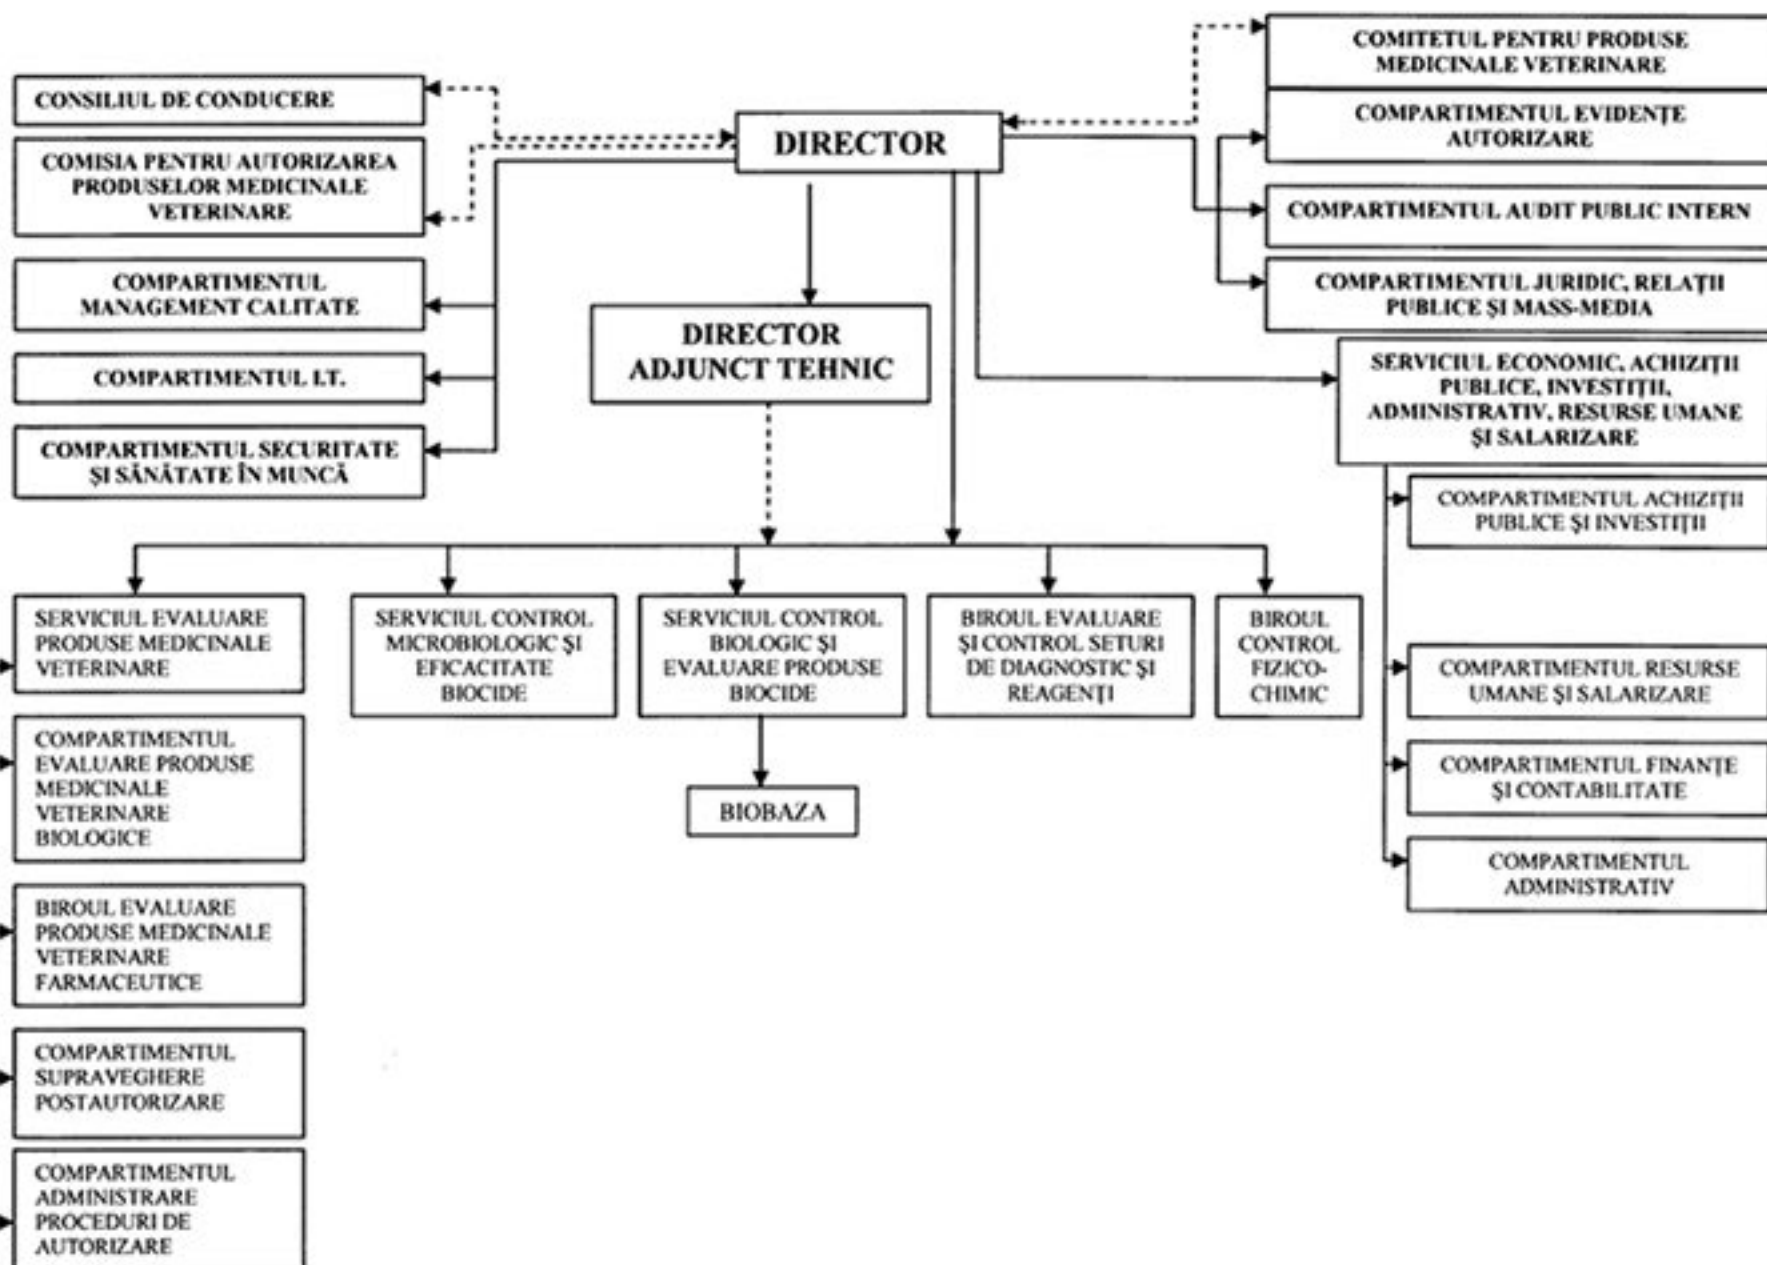 COMITETUL PENTRU PRODUSE
MEDICINALE VETERINARE
CONSILIUL DE CONDUCERE
COMPARTIMENTUL EVIDENȚE
AUTORIZARE
DIRECTOR
COMISIA PENTRU AUTORIZAREA
PRODUSELOR MEDICINALE
VETERINARE
COMPARTIMENTUL AUDIT PUBLIC INTERN
COMPARTIMENTUL
MANAGEMENT CALITATE
COMPARTIMENTUL JURIDIC, RELAȚII
PUBLICE ȘI MASS-MEDIA
DIRECTOR
ADJUNCT TEHNIC
COMPARTIMENTUL I.T.
SERVICIUL ECONOMIC, ACHIZIȚII
PUBLICE, INVESTIȚII,
ADMINISTRATIV, RESURSE UMANE
ȘI SALARIZARE
COMPARTIMENTUL SECURITATE
ȘI SĂNĂTATE ÎN MUNCĂ
COMPARTIMENTUL ACHIZIȚII
PUBLICE ȘI INVESTIȚII
SERVICIUL EVALUARE
PRODUSE MEDICINALE
VETERINARE
SERVICIUL CONTROL
MICROBIOLOGIC ȘI
EFICACITATE
BIOCIDE
SERVICIUL CONTROL
BIOLOGIC ȘI
EVALUARE PRODUSE
BIOCIDE
BIROUL EVALUARE
ȘI CONTROL SETURI
DE DIAGNOSTIC ȘI
REAGENȚI
BIROUL
CONTROL
FIZICO-
CHIMIC
COMPARTIMENTUL RESURSE
UMANE ȘI SALARIZARE
COMPARTIMENTUL
EVALUARE PRODUSE
MEDICINALE
VETERINARE
BIOLOGICE
BIOBAZA
COMPARTIMENTUL FINANȚE
ȘI CONTABILITATE
COMPARTIMENTUL
ADMINISTRATIV
BIROUL EVALUARE
PRODUSE MEDICINALE
VETERINARE
FARMACEUTICE
COMPARTIMENTUL
SUPRAVEGHERE
POSTAUTORIZARE
COMPARTIMENTUL
ADMINISTRARE
PROCEDURI DE
AUTORIZARE